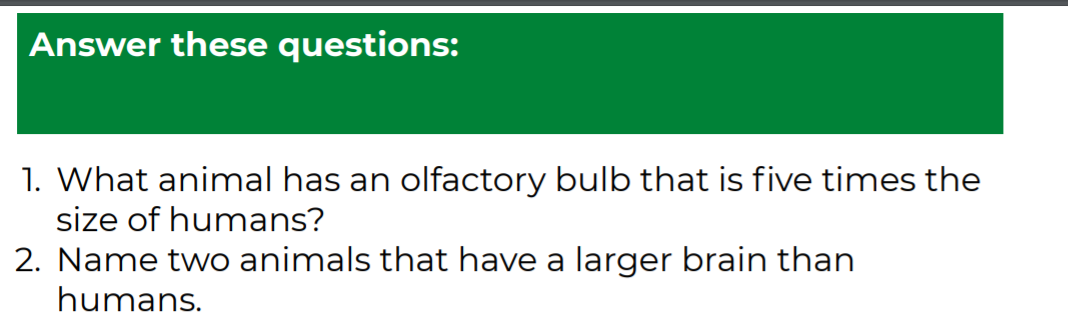 Answer these questions:
1. What animal has an olfactory bulb that is five times the
size of humans?
2. Name two animals that have a larger brain than
humans.